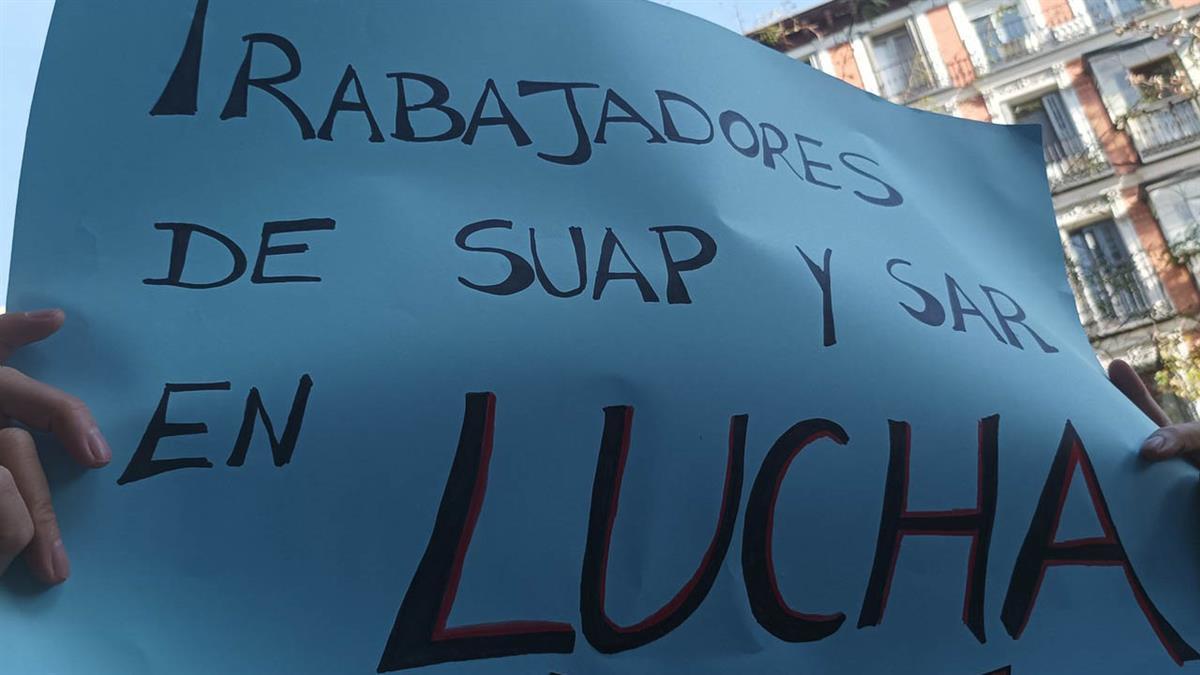 TRABAJADORES
DE SUAP Y SAR
EN LUCHA